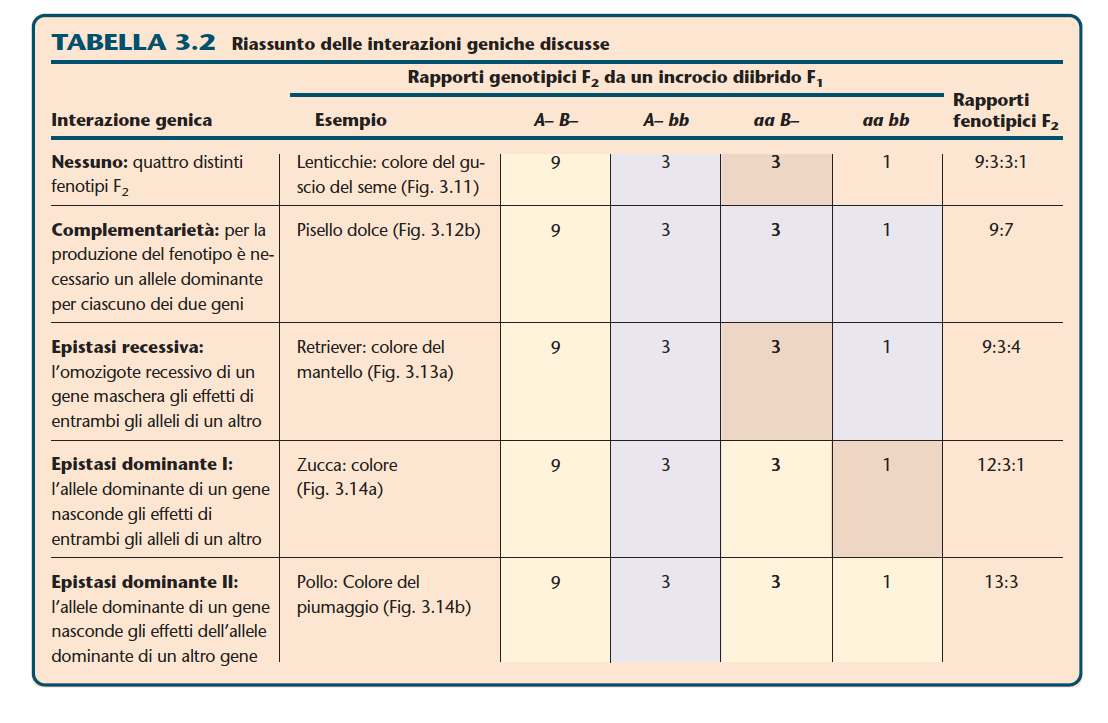 TABELLA 3.2 Riassunto delle interazioni geniche discusse
Rapporti genotipici F2 da un incrocio diibrido F1
Rapporti
Interazione genica Esempio A– B– A– bb aa B– aa bb fenotipici F2
Nessuno: quattro distinti Lenticchie: colore del gu- 9 3 3 1 9:3:3:1
fenotipi F2 scio del seme (Fig. 3.11)
Complementarietà: per la Pisello dolce (Fig. 3.12b) 9 3 3 1 9:7
produzione del fenotipo è ne-
cessario un allele dominante
per ciascuno dei due geni
Epistasi recessiva: Retriever: colore del 9 3 3 1 9:3:4
l'omozigote recessivo di un mantello (Fig. 3.13a)
gene maschera gli effetti di
entrambi gli alleli di un altro
Epistasi dominante I: Zucca: colore 9 3 3 1 12:3:1
l'allele dominante di un gene (Fig. 3.14a)
nasconde gli effetti di
entrambi gli alleli di un altro
Epistasi dominante II: Pollo: Colore del 9 3 3 1 13:3
l'allele dominante di un gene piumaggio (Fig. 3.14b)
nasconde gli effetti dell'allele
dominante di un altro gene